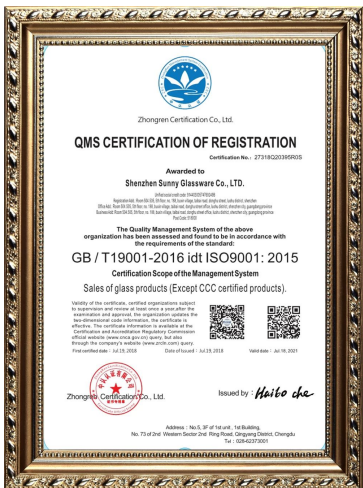 Zhongren Certification Co., Ltd.
QMS CERTIFICATION OF REGISTRATION
Certification No.: 27318Q20395R0S
Awarded to
Shenzhen Sunny Glassware Co., LTD.
The Quality Management System of the above
organization has been assessed and found to be in accordance with
the requirements of the standard:
GB / T19001-2016 idt ISO9001: 2015
Certification Scope of the Management System
Sales of glass products (Except CCC certified products).
Validity of the certificate, certified organizations subject
to supervision and review at least once a year,after the
examination and approval, the organization updates the
two-dimensional code information, the certificate is
effective. The certificate information is available at the
Certification and Accreditation Regulatory Commission
official website (www.cnca.gov.cn) query, but also
through the company's website (www.zrcnb.com) query.
First certified date : Jul.19, 2018 Date of Issued : Jul.19, 2018 Valid date : Jul.18, 2021
Zhongren Certification Co., Ltd.
Issued by : Haibo che
Address : No.5, 3F of 1st unit , 1st Building,
No. 73 of 2nd Western Sector 2nd Ring Road, Qingyang District, Chengdu
Tel : 028-62373001